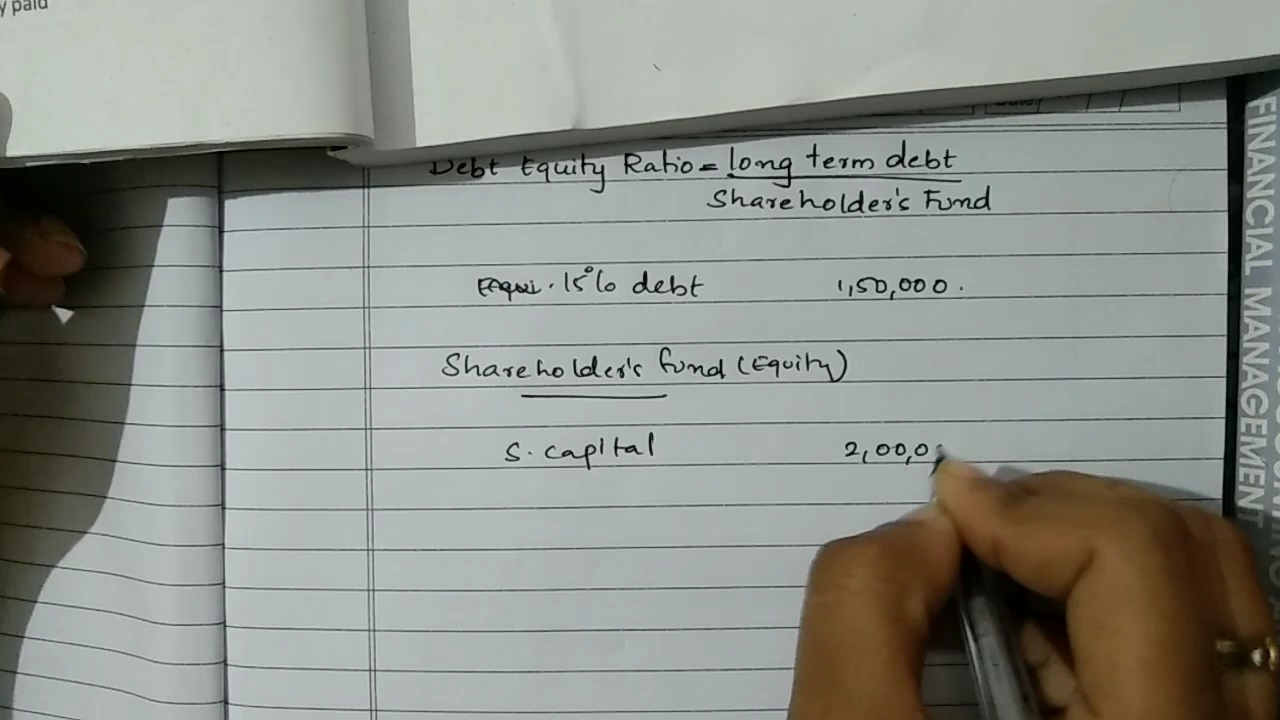 y paid
Debt Equity Ratio = long term debt
Shareholder's Fund
15% debt 1,50,000.
Shareholder's fund (Equity)
S. capital 2,00,0
FINANCIAL MANAGEMENT